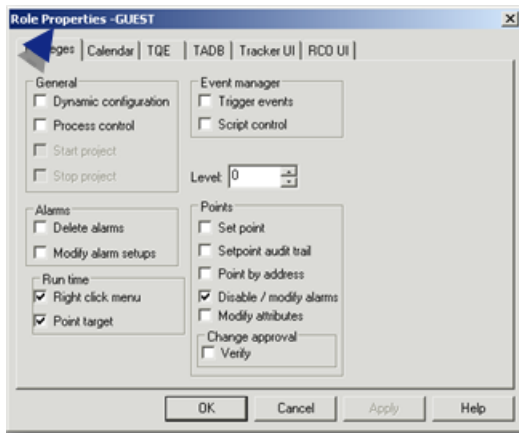 Role Properties -GUEST
eges Calendar TQE TADB Tracker UI RCO UI
General
Dynamic configuration
Process control
Start project
Stop project
Event manager
Trigger events
Script control
Level: 0
Alarms
Delete alarms
Modify alarm setups
Run time
Right click menu
Point target
Points
Set point
Setpoint audit trail
Point by address
Disable / modify alarms
Modify attributes
Change approval
Verify
OK Cancel Apply Help